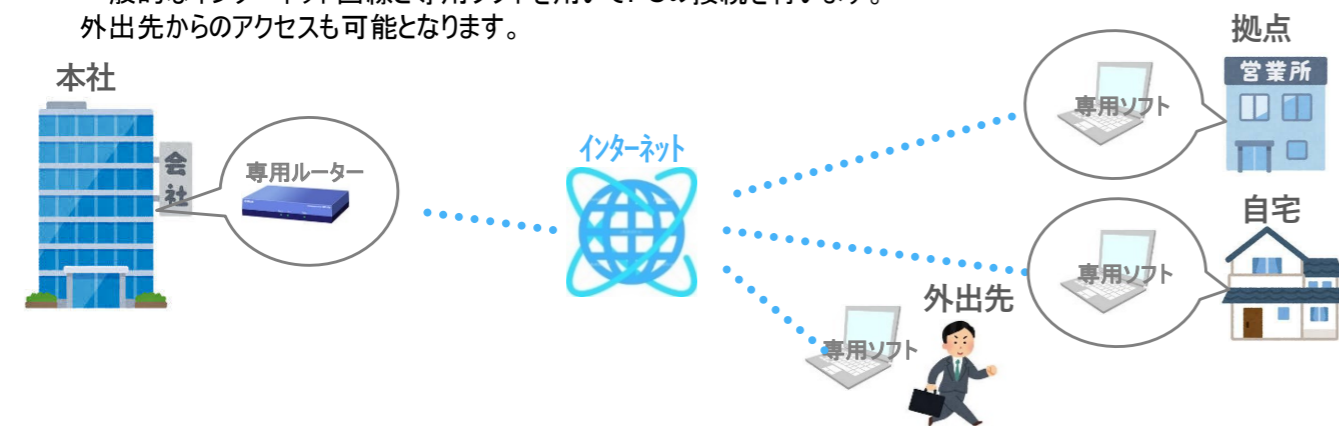 外出先からのアクセスも可能となります。
拠点
営業所
専用ソフト
本社
会社
専用ルーター
インターネット
自宅
専用ソフト
外出先
専用ソフト